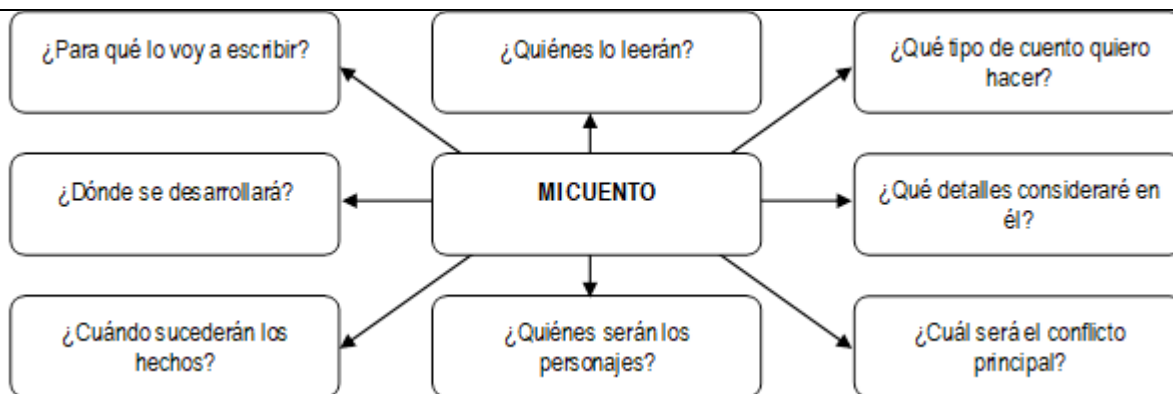 ¿Para qué lo voy a escribir?
¿Quiénes lo leerán?
¿Qué tipo de cuento quiero
hacer?
¿Dónde se desarrollará?
MI CUENTO
¿Qué detalles consideraré en
él?
¿Cuándo sucederán los
hechos?
¿Quiénes serán los
personajes?
¿Cuál será el conflicto
principal?